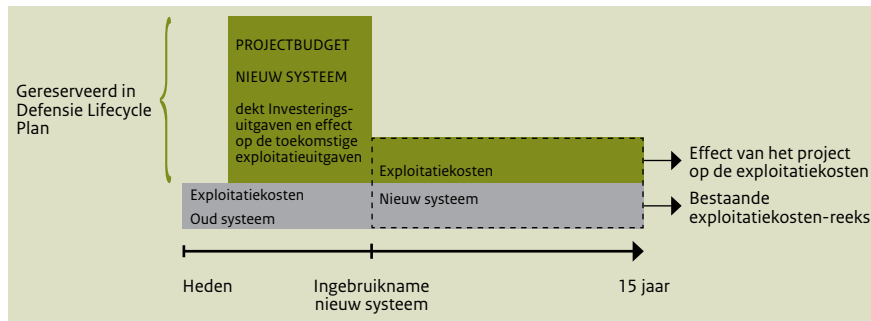 PROJECTBUDGET
NIEUW SYSTEEM
dekt Investerings-
uitgaven en effect
op de toekomstige
exploitatieuitgaven
Gereserveerd in
Defensie Lifecycle
Plan
Exploitatiekosten
Nieuw systeem
Effect van het project
op de exploitatiekosten
Exploitatiekosten
Oud systeem
Bestaande
exploitatiekosten-reeks
Heden
Ingebruikname
nieuw systeem
15 jaar